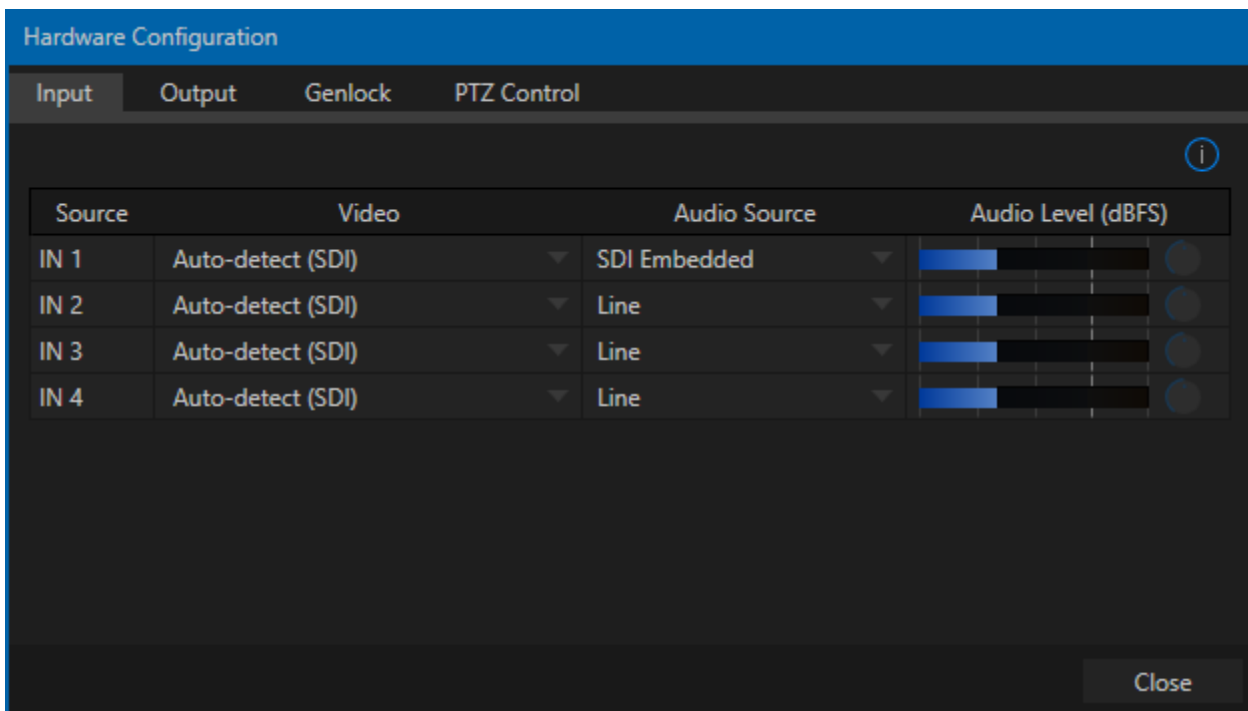 Hardware Configuration
Input Output Genlock PTZ Control
i
Source Video Audio Source Audio Level (dBFS)
IN 1 Auto-detect (SDI) SDI Embedded
IN 2 Auto-detect (SDI) Line
IN 3 Auto-detect (SDI) Line
IN 4 Auto-detect (SDI) Line
Close